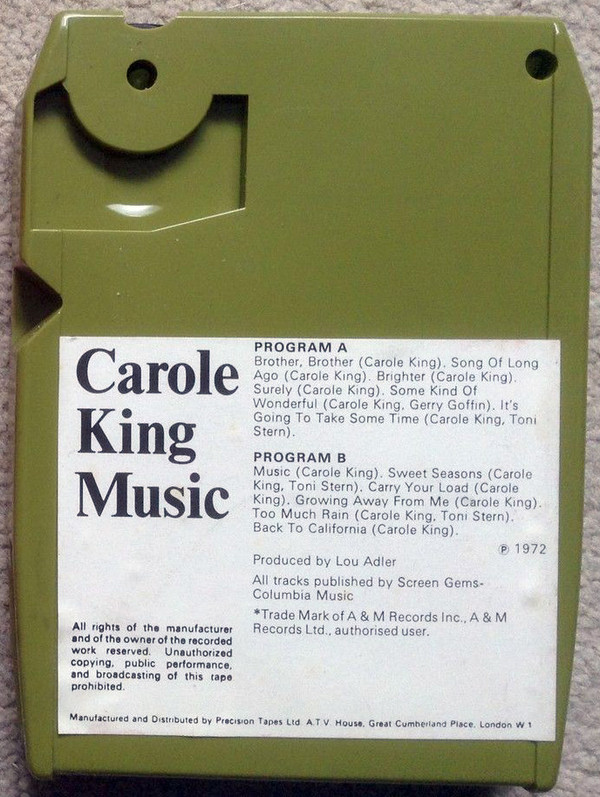 Carole
King
Music
PROGRAM A
Brother, Brother (Carole King). Song Of Long
Ago (Carole King). Brighter (Carole King).
Surely (Carole King). Some Kind Of
Wonderful (Carole King, Gerry Goffin). It's
Going To Take Some Time (Carole King, Toni
Stern).
PROGRAM B
Music (Carole King). Sweet Seasons (Carole
King, Toni Stern). Carry Your Load (Carole
King). Growing Away From Me (Carole King).
Too Much Rain (Carole King, Toni Stern).
Back To California (Carole King).
℗ 1972
Produced by Lou Adler
All tracks published by Screen Gems-
Columbia Music
*Trade Mark of A & M Records Inc., A & M
Records Ltd., authorised user.
All rights of the manufacturer
and of the owner of the recorded
work reserved. Unauthorized
copying, public performance,
and broadcasting of this tape
prohibited.
Manufactured and Distributed by Precision Tapes Ltd. A.T.V. House, Great Cumberland Place, London W 1